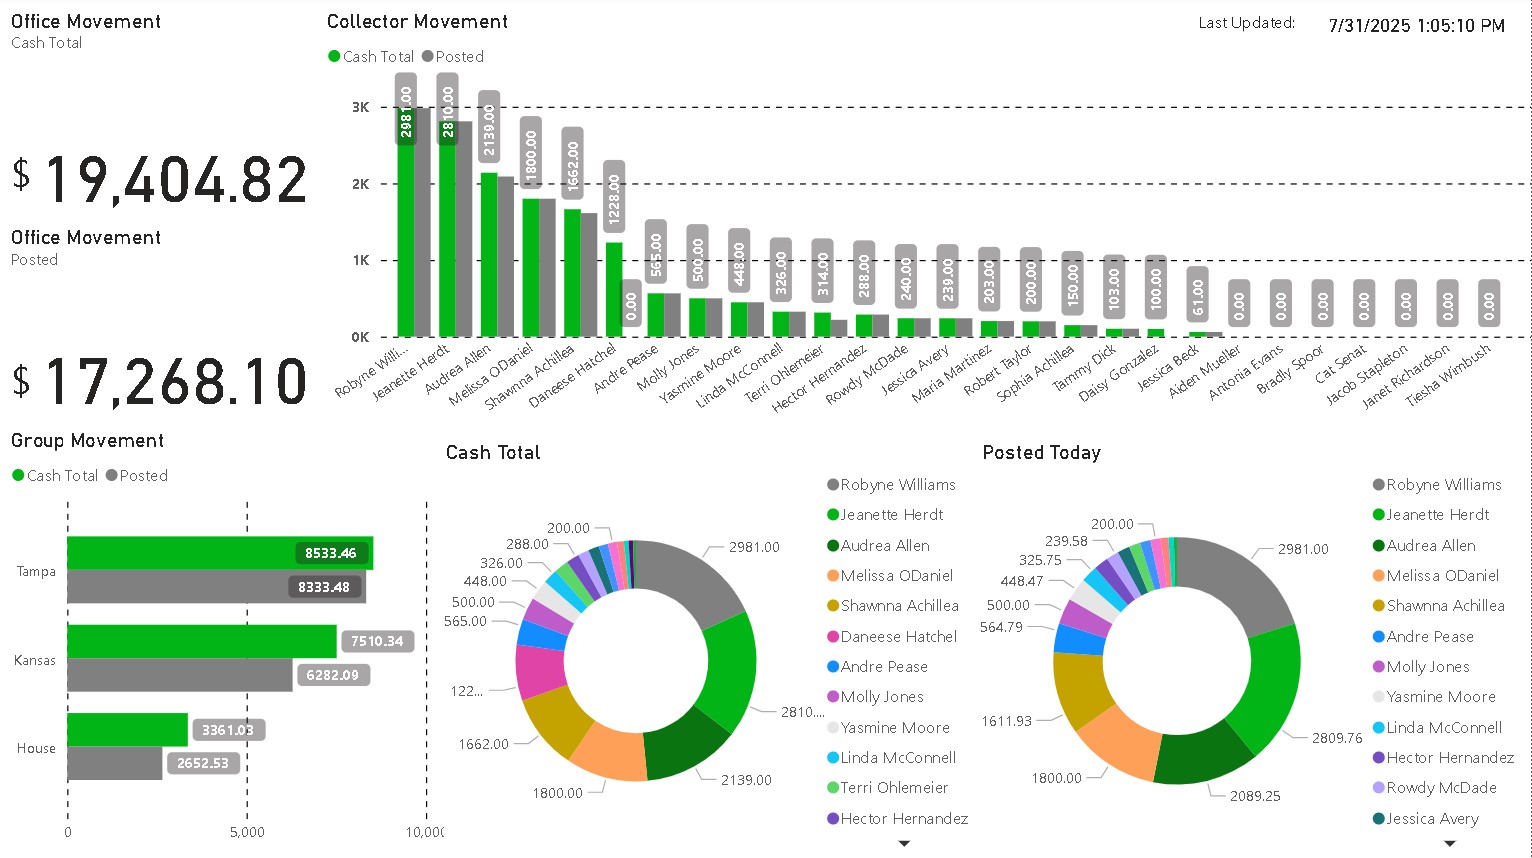 Office Movement
Cash Total
$ 19,404.82
Office Movement
Posted
$ 17,268.10
Collector Movement
Cash Total Posted
Last Updated: 7/31/2025 1:05:10 PM
3K
2K
1K
0K
2981.00
2810.00
2139.00
1800.00
1662.00
1228.00
0.00
565.00
500.00
448.00
326.00
314.00
288.00
240.00
239.00
203.00
200.00
150.00
103.00
100.00
61.00
0.00
0.00
0.00
0.00
0.00
0.00
0.00
Robyne Willi...
Jeanette Herdt
Audrea Allen
Melissa ODaniel
Shawnna Achillea
Daneese Hatchel
Andre Pease
Molly Jones
Yasmine Moore
Linda McConnell
Terri Ohlemeier
Hector Hernandez
Rowdy McDade
Jessica Avery
Maria Martinez
Robert Taylor
Sophia Achillea
Tammy Dick
Daisy Gonzalez
Jessica Beck
Aiden Mueller
Antonia Evans
Bradly Spoor
Cat Senat
Jacob Stapleton
Janet Richardson
Tiesha Wimbush
Group Movement
Cash Total Posted
Tampa
8533.46
8333.48
Kansas
7510.34
6282.09
House
3361.03
2652.53
0
5,000
10,000
Cash Total
200.00
288.00
326.00
448.00
500.00
565.00
122...
1662.00
1800.00
2139.00
2810....
2981.00
Robyne Williams
Jeanette Herdt
Audrea Allen
Melissa ODaniel
Shawnna Achillea
Daneese Hatchel
Andre Pease
Molly Jones
Yasmine Moore
Linda McConnell
Terri Ohlemeier
Hector Hernandez
Posted Today
200.00
239.58
325.75
448.47
500.00
564.79
1611.93
1800.00
2089.25
2809.76
2981.00
Robyne Williams
Jeanette Herdt
Audrea Allen
Melissa ODaniel
Shawnna Achillea
Andre Pease
Molly Jones
Yasmine Moore
Linda McConnell
Hector Hernandez
Rowdy McDade
Jessica Avery